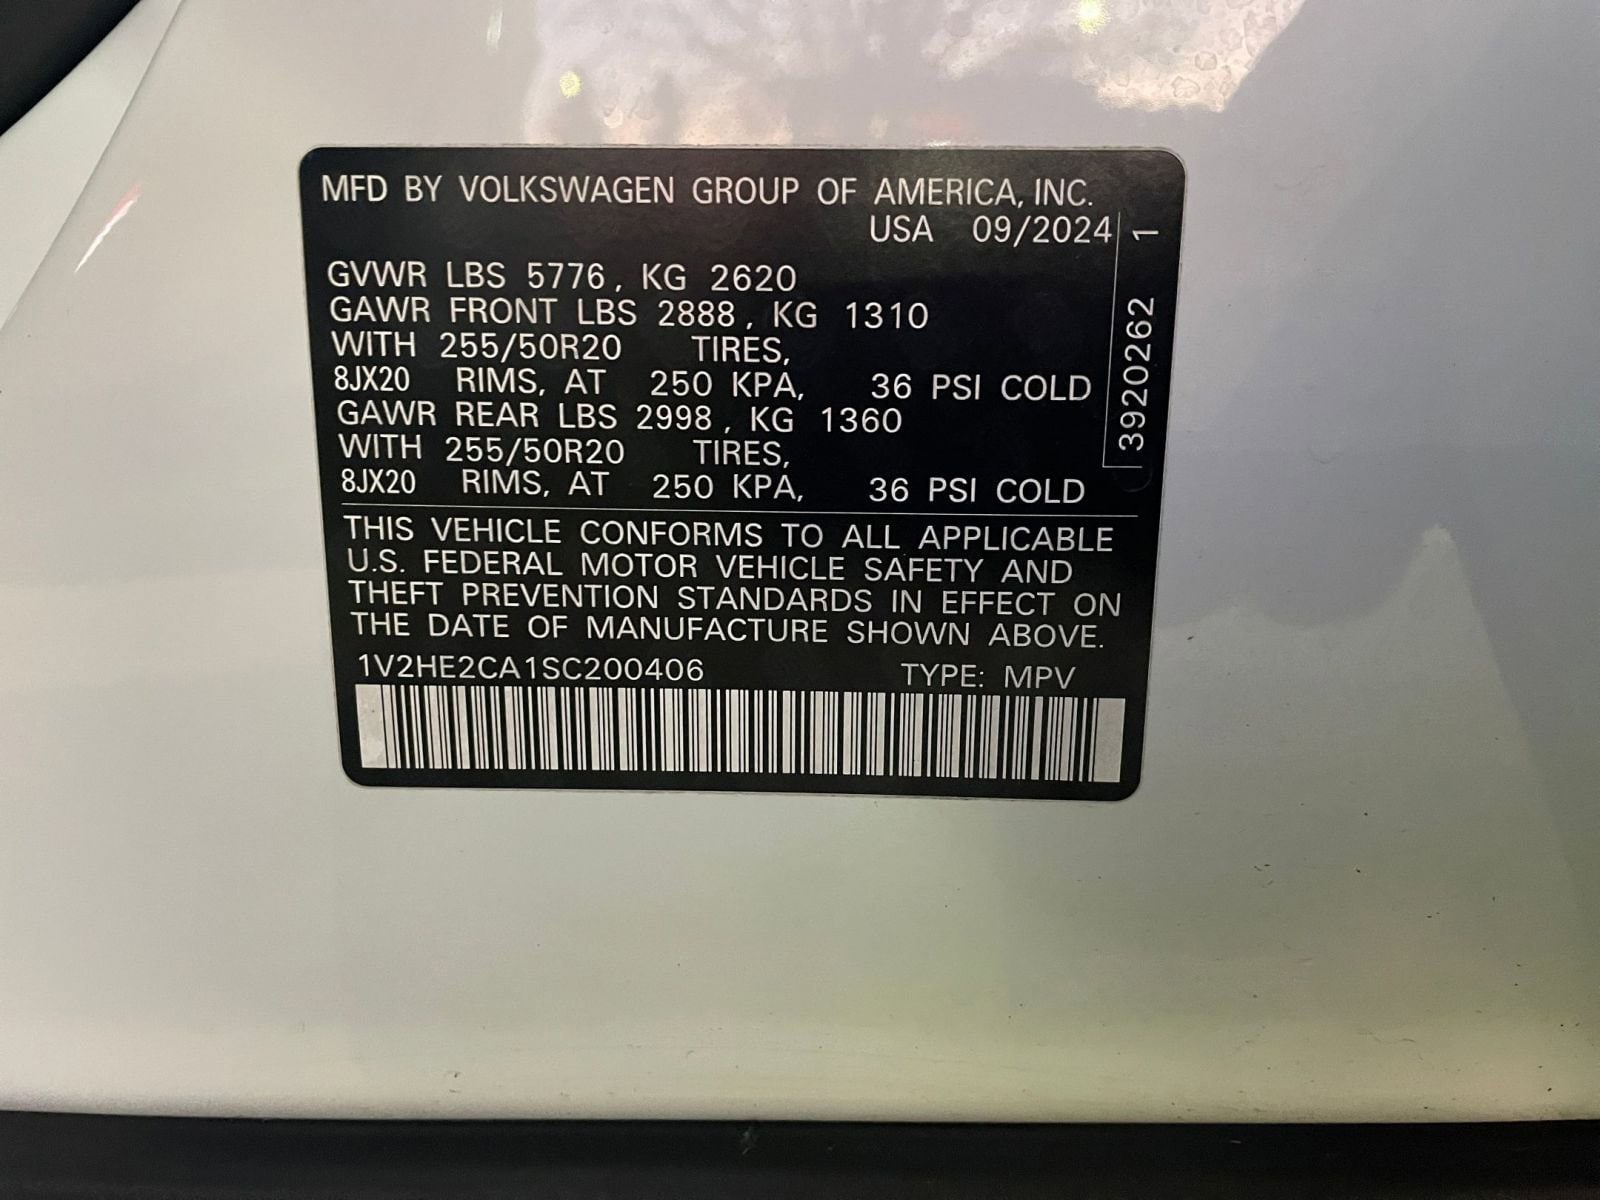 MFD BY VOLKSWAGEN GROUP OF AMERICA, INC.
USA 09/2024
GVWR LBS 5776, KG 2620
GAWR FRONT LBS 2888, KG 1310
WITH 255/50R20 TIRES,
8JX20 RIMS, AT 250 KPA, 36 PSI COLD
GAWR REAR LBS 2998, KG 1360
WITH 255/50R20 TIRES,
8JX20 RIMS, AT 250 KPA, 36 PSI COLD
THIS VEHICLE CONFORMS TO ALL APPLICABLE
U.S. FEDERAL MOTOR VEHICLE SAFETY AND
THEFT PREVENTION STANDARDS IN EFFECT ON
THE DATE OF MANUFACTURE SHOWN ABOVE.
1V2HE2CA1SC200406 TYPE: MPV
3920262 1